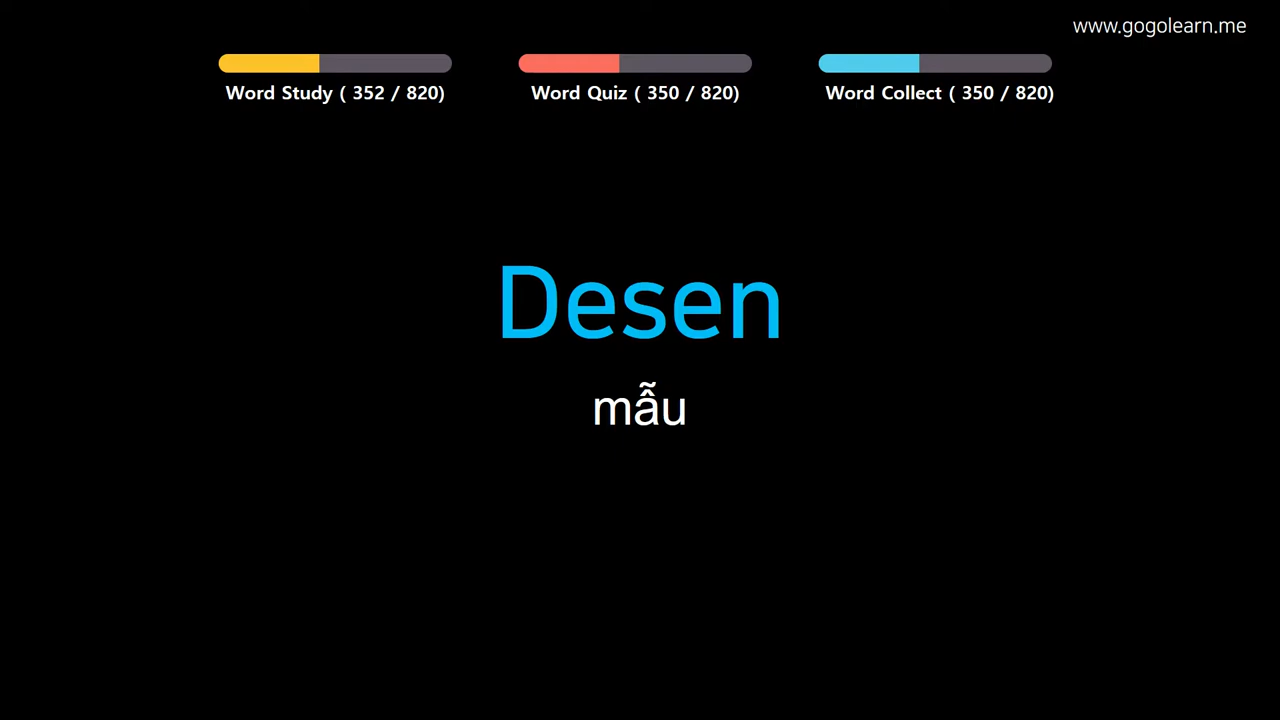 www.gogolearn.me
Word Study ( 352 / 820)
Word Quiz ( 350 / 820)
Word Collect ( 350 / 820)
Desen
mẫu